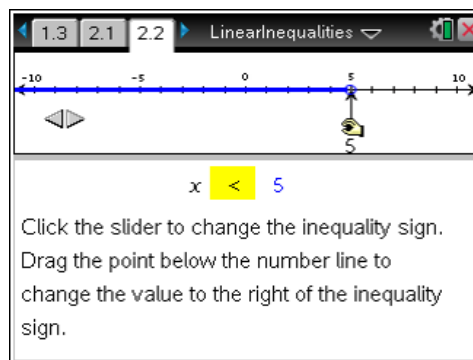 1.3 2.1 2.2 LinearInequalities
-10 -5 0 5 10
5
x < 5
Click the slider to change the inequality sign.
Drag the point below the number line to
change the value to the right of the inequality
sign.